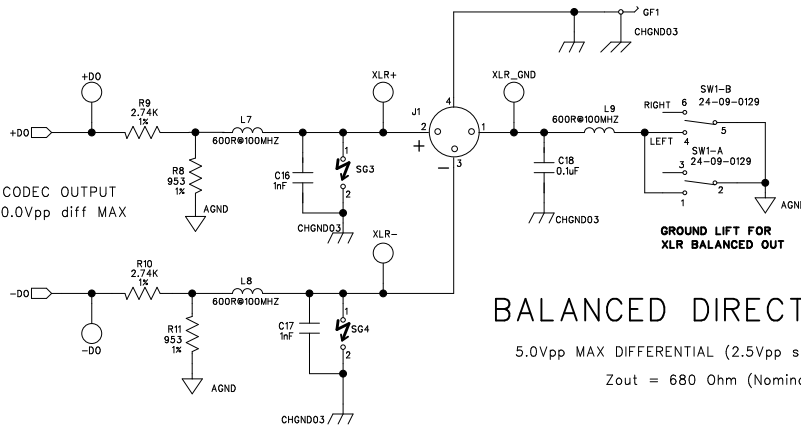 GF1
CHGND03
+DO
XLR+
XLR_GND
R9
2.74K
1%
L7
600R@100MHZ
J1
4
2
1
3
+
−
L9
600R@100MHZ
SW1-B
24-09-0129
RIGHT
6
5
LEFT
4
SW1-A
24-09-0129
3
2
1
+DO
R8
953
1%
AGND
C16
1nF
1
SG3
2
CHGND03
C18
0.1uF
CHGND03
CODEC OUTPUT
0.0Vpp diff MAX
GROUND LIFT FOR
XLR BALANCED OUT
XLR-
R10
2.74K
1%
-DO
L8
600R@100MHZ
R11
953
1%
C17
1nF
1
SG4
2
-DO
AGND
CHGND03
BALANCED DIRECT
5.0Vpp MAX DIFFERENTIAL (2.5Vpp s
Zout = 680 Ohm